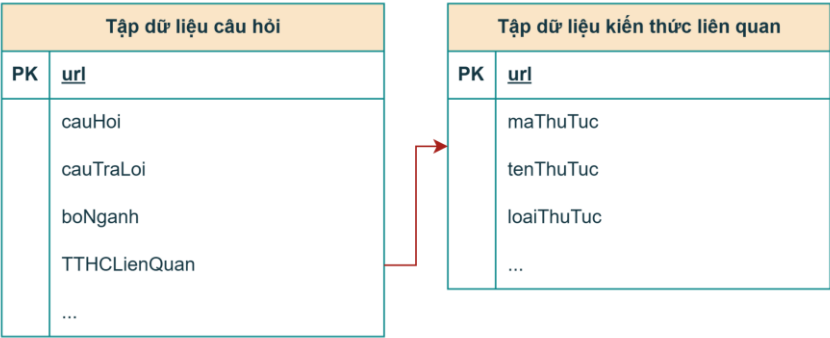 Tập dữ liệu câu hỏi
PK url
cauHoi
cauTraLoi
boNganh
TTHCLienQuan
...
Tập dữ liệu kiến thức liên quan
PK url
maThuTuc
tenThuTuc
loaiThuTuc
...